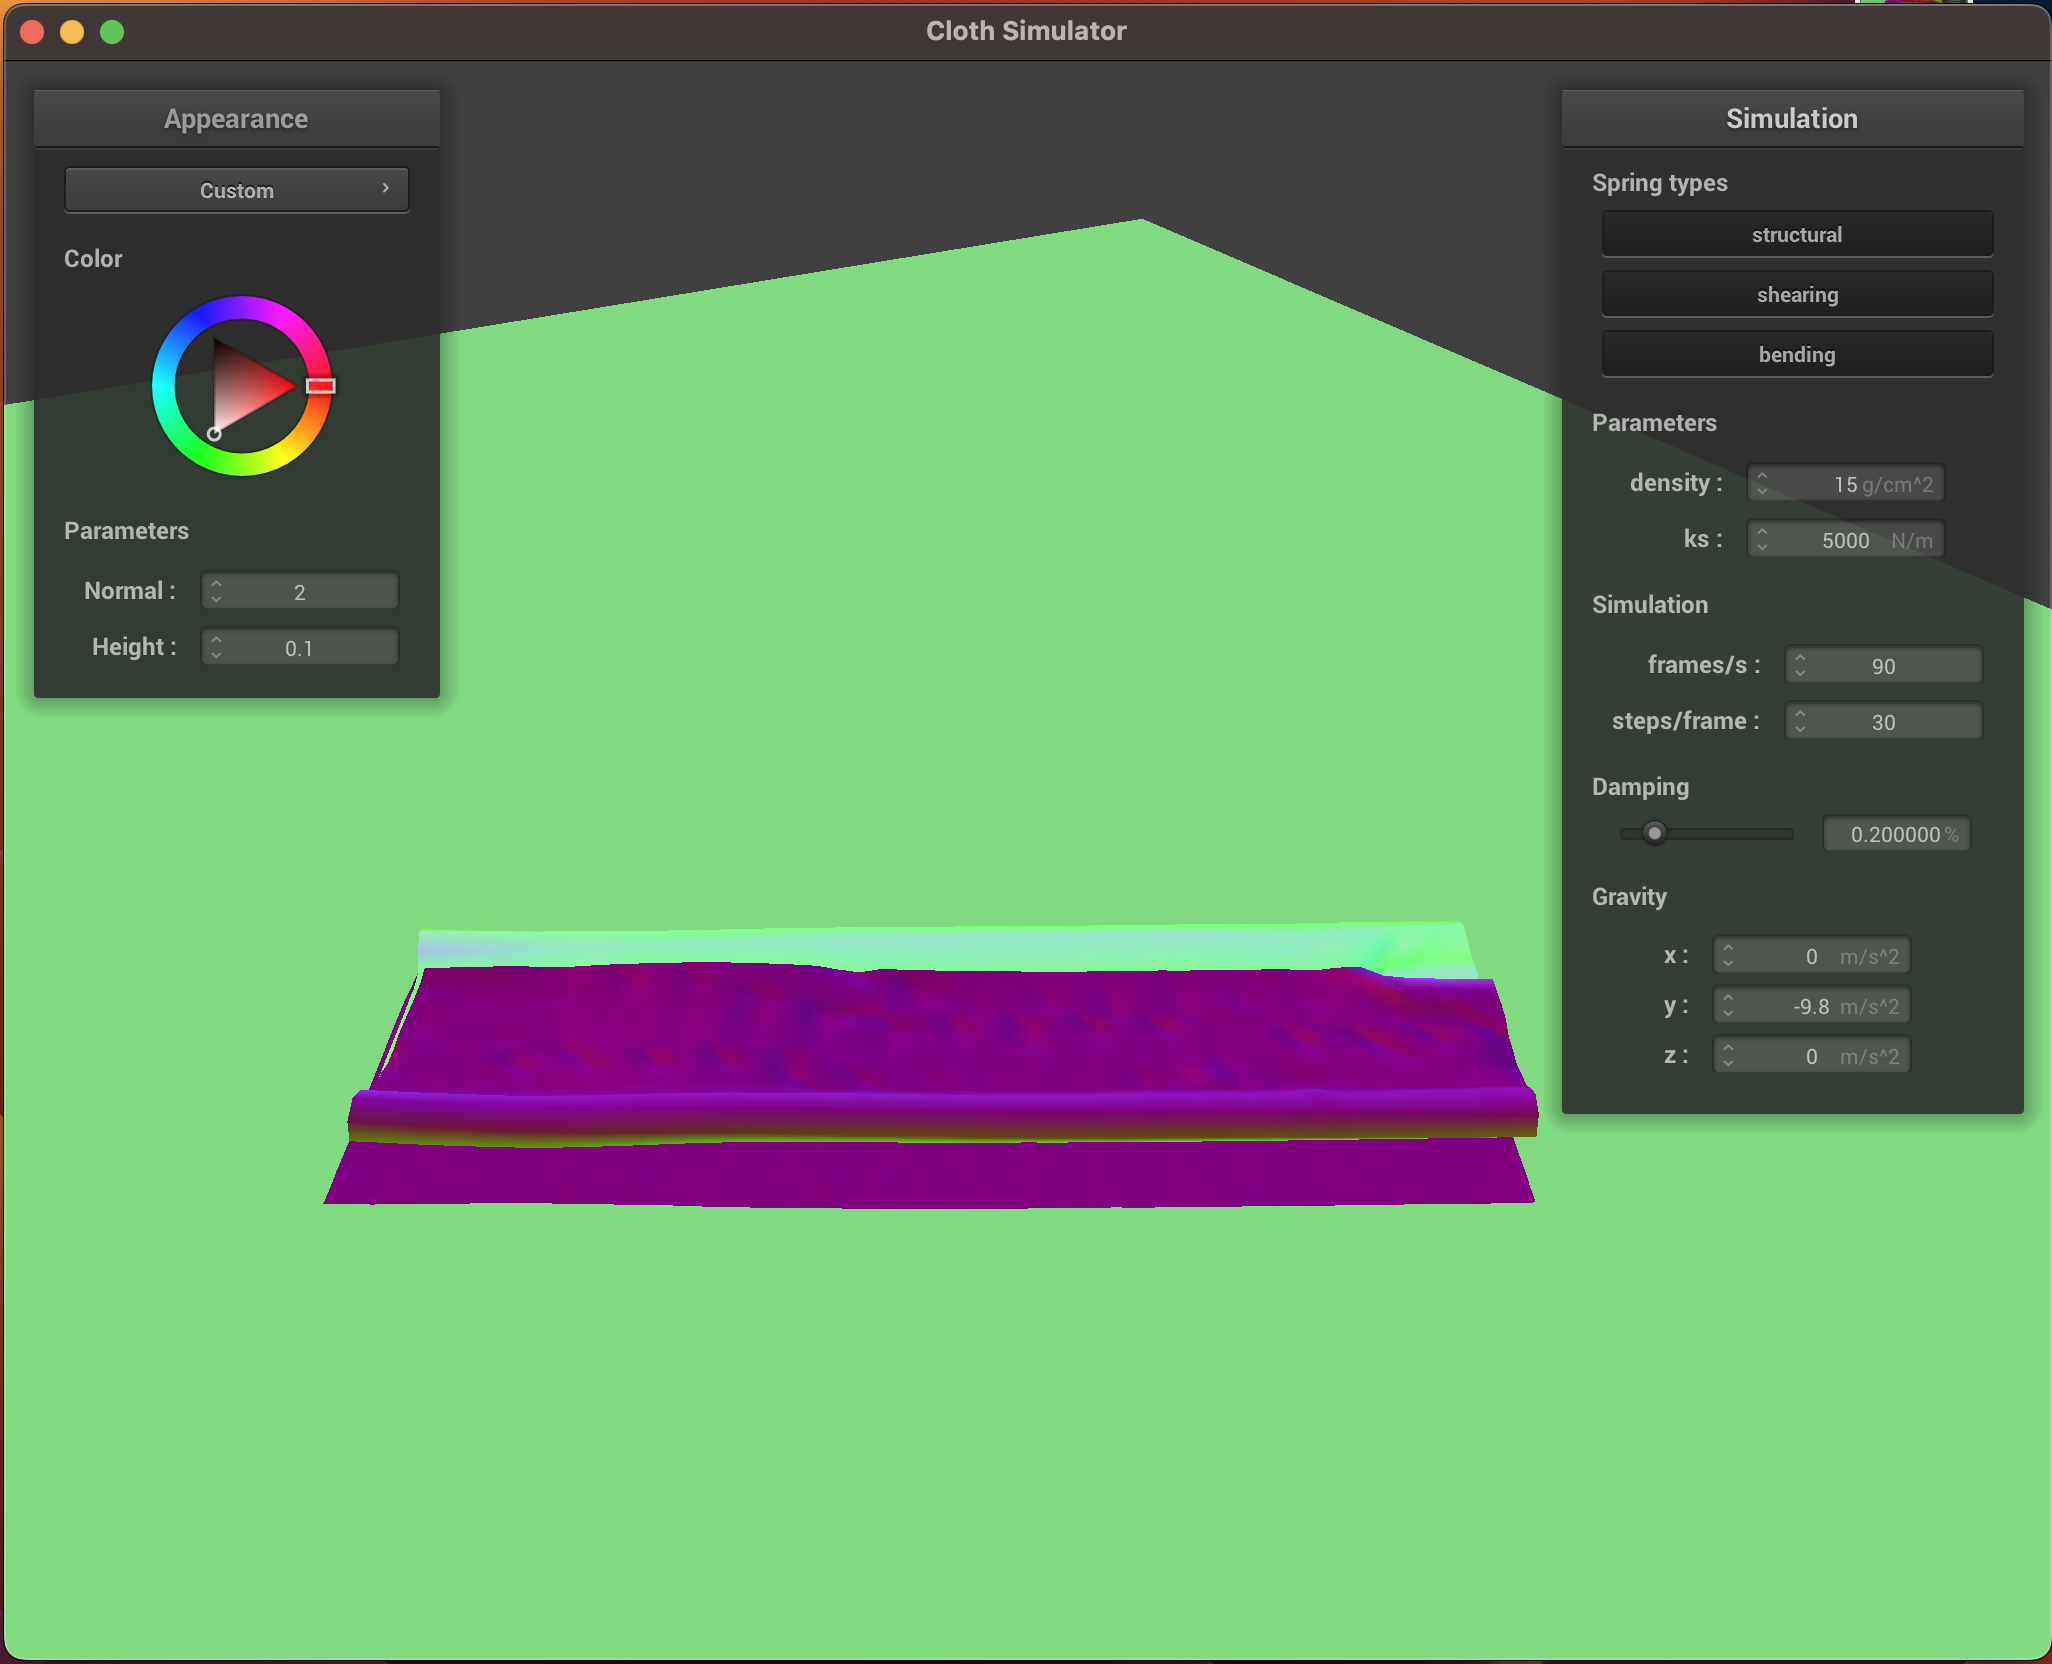 Cloth Simulator
Appearance
Custom
Color
Parameters
Normal : 2
Height : 0.1
Simulation
Spring types
structural
shearing
bending
Parameters
density : 15 g/cm^2
ks : 5000 N/m
Simulation
frames/s : 90
steps/frame : 30
Damping
0.200000 %
Gravity
x : 0 m/s^2
y : -9.8 m/s^2
z : 0 m/s^2